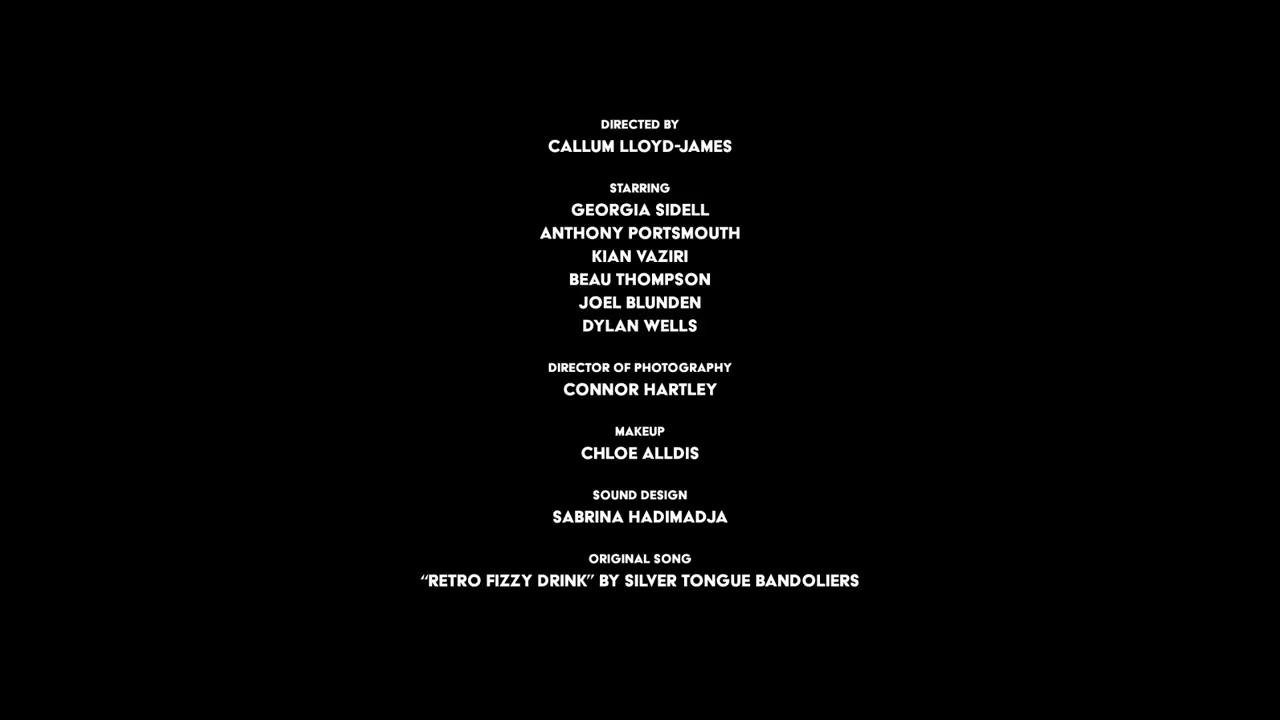 DIRECTED BY
CALLUM LLOYD-JAMES
STARRING
GEORGIA SIDELL
ANTHONY PORTSMOUTH
KIAN VAZIRI
BEAU THOMPSON
JOEL BLUNDEN
DYLAN WELLS
DIRECTOR OF PHOTOGRAPHY
CONNOR HARTLEY
MAKEUP
CHLOE ALLDIS
SOUND DESIGN
SABRINA HADIMADJA
ORIGINAL SONG
“RETRO FIZZY DRINK” BY SILVER TONGUE BANDOLIERS